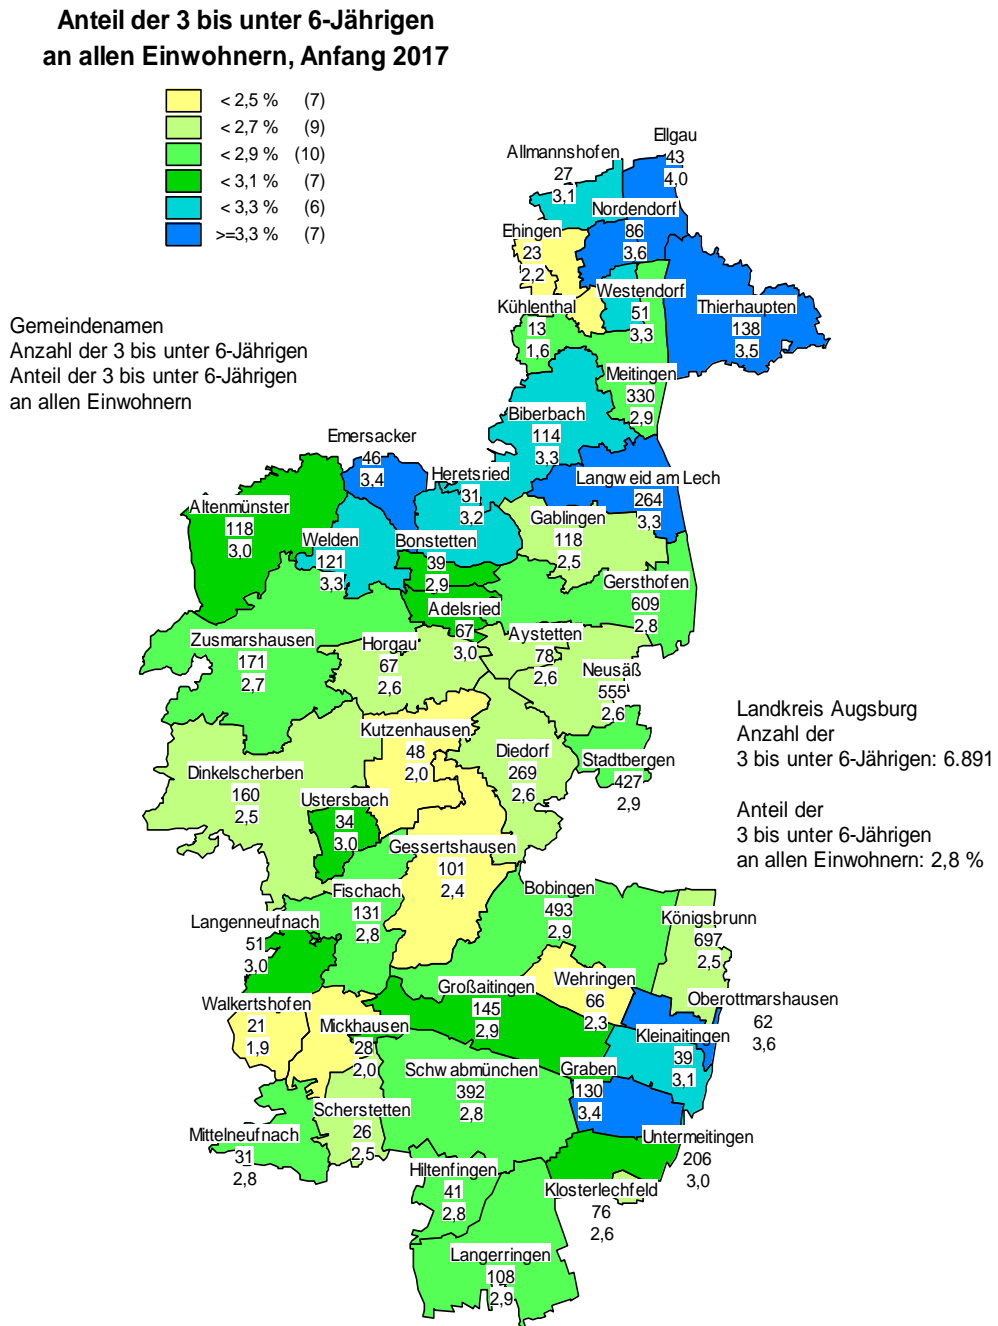 Anteil der 3 bis unter 6-Jährigen
an allen Einwohnern, Anfang 2017
< 2,5 % (7)
< 2,7 % (9)
< 2,9 % (10)
< 3,1 % (7)
< 3,3 % (6)
>=3,3 % (7)
Gemeindenamen
Anzahl der 3 bis unter 6-Jährigen
Anteil der 3 bis unter 6-Jährigen
an allen Einwohnern
Ellgau
43
4,0
Allmannshofen
27
3,1
Nordendorf
86
3,6
Ehingen
23
2,2
Westendorf
51
3,3
Thierhaupten
138
3,5
Kühlenthal
13
1,6
Meitingen
330
2,9
Biberbach
114
3,3
Emersacker
46
3,4
Heretsried
31
3,2
Langweid am Lech
264
3,3
Altenmünster
118
3,0
Gablingen
118
2,5
Welden
121
3,3
Bonstetten
39
2,9
Gersthofen
609
2,8
Adelsried
67
3,0
Aystetten
78
2,6
Zusmarshausen
171
2,7
Horgau
67
2,6
Neusäß
555
2,6
Kutzenhausen
48
2,0
Diedorf
269
2,6
Stadtbergen
427
2,9
Landkreis Augsburg
Anzahl der
3 bis unter 6-Jährigen: 6.891
Anteil der
3 bis unter 6-Jährigen
an allen Einwohnern: 2,8 %
Dinkelscherben
160
2,5
Ustersbach
34
3,0
Gessertshausen
101
2,4
Fischach
131
2,8
Bobingen
493
2,9
Königsbrunn
697
2,5
Langenneufnach
51
3,0
Großaitingen
145
2,9
Wehringen
66
2,3
Oberottmarshausen
62
3,6
Walkertshofen
21
1,9
Mickhausen
28
2,0
Kleinaitingen
39
3,1
Schwabmünchen
392
2,8
Graben
130
3,4
Scherstetten
26
2,5
Mittelneufnach
31
2,8
Untermeitingen
206
3,0
Hiltenfingen
41
2,8
Klosterlechfeld
76
2,6
Langerringen
108
2,9